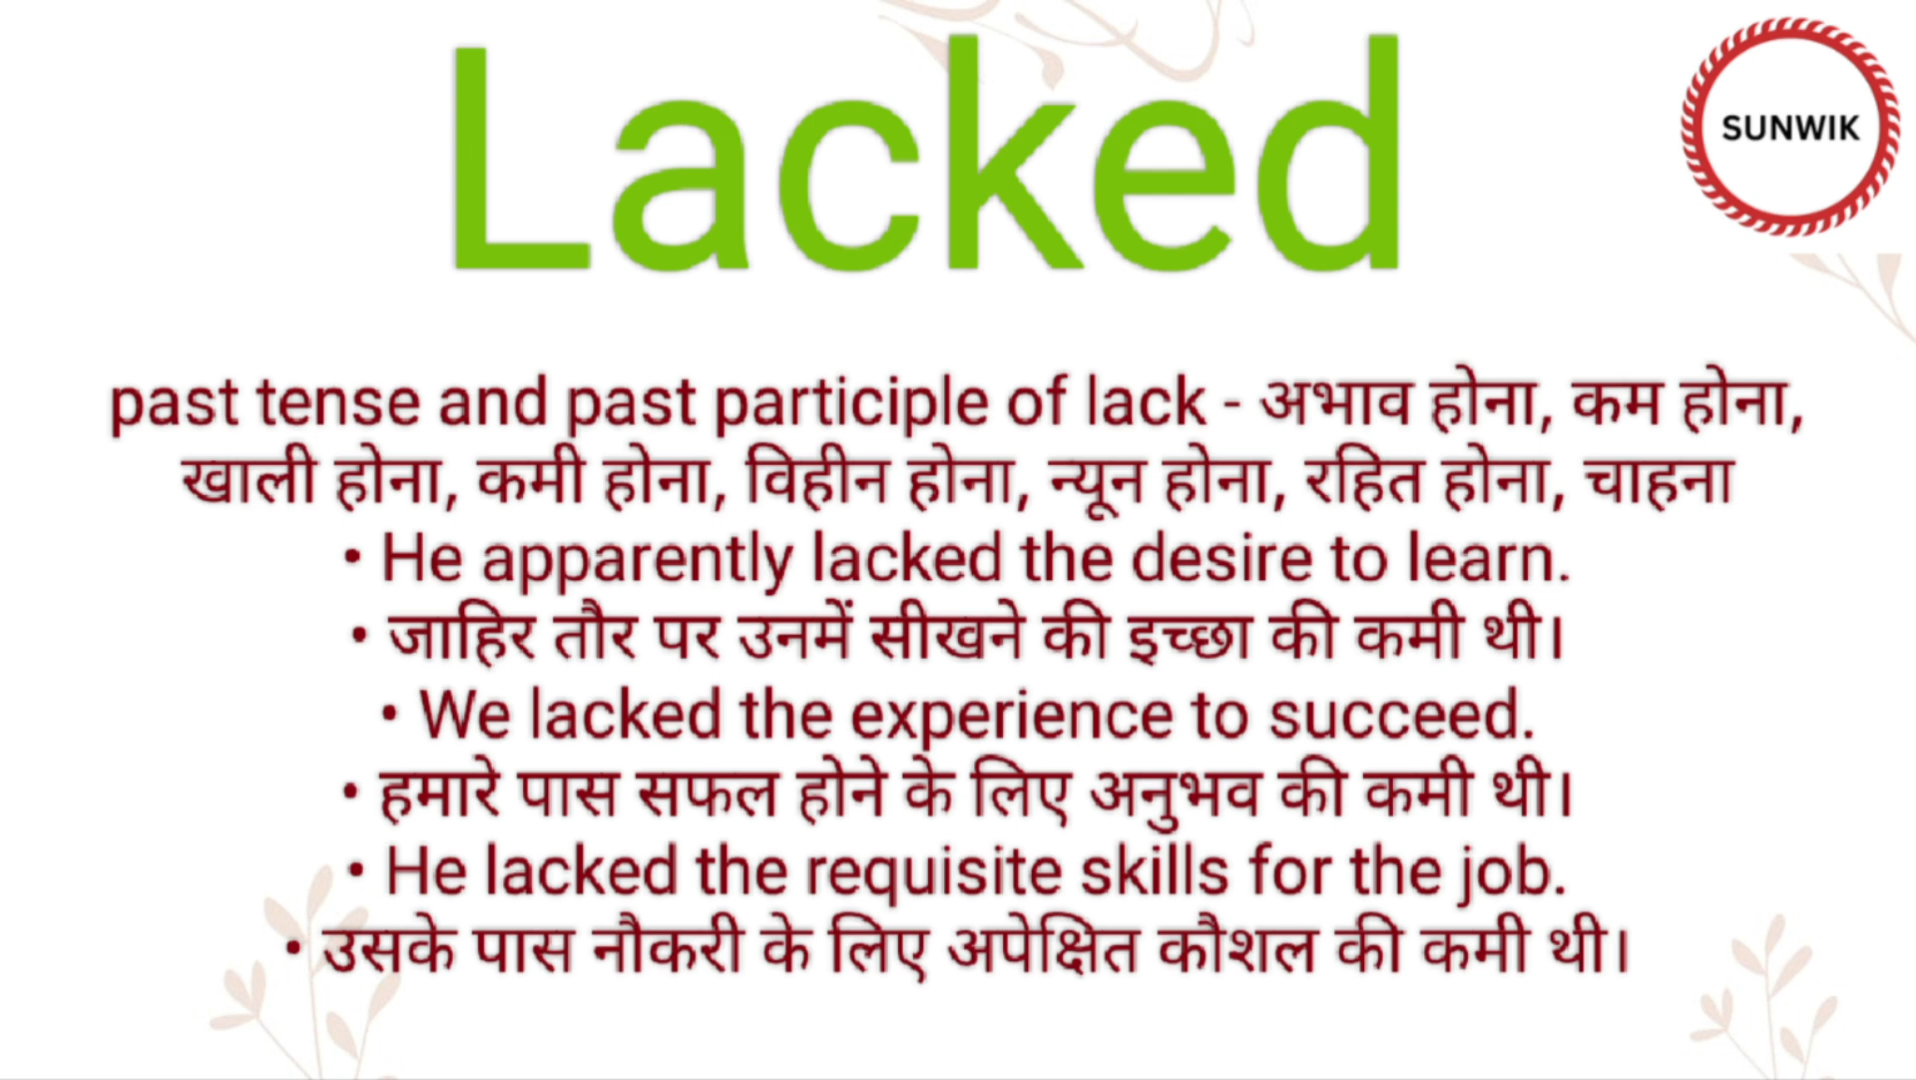 Lacked
SUNWIK
past tense and past participle of lack - अभाव होना, कम होना,
खाली होना, कमी होना, विहीन होना, न्यून होना, रहित होना, चाहना
• He apparently lacked the desire to learn.
• जाहिर तौर पर उनमें सीखने की इच्छा की कमी थी।
• We lacked the experience to succeed.
• हमारे पास सफल होने के लिए अनुभव की कमी थी।
• He lacked the requisite skills for the job.
• उसके पास नौकरी के लिए अपेक्षित कौशल की कमी थी।